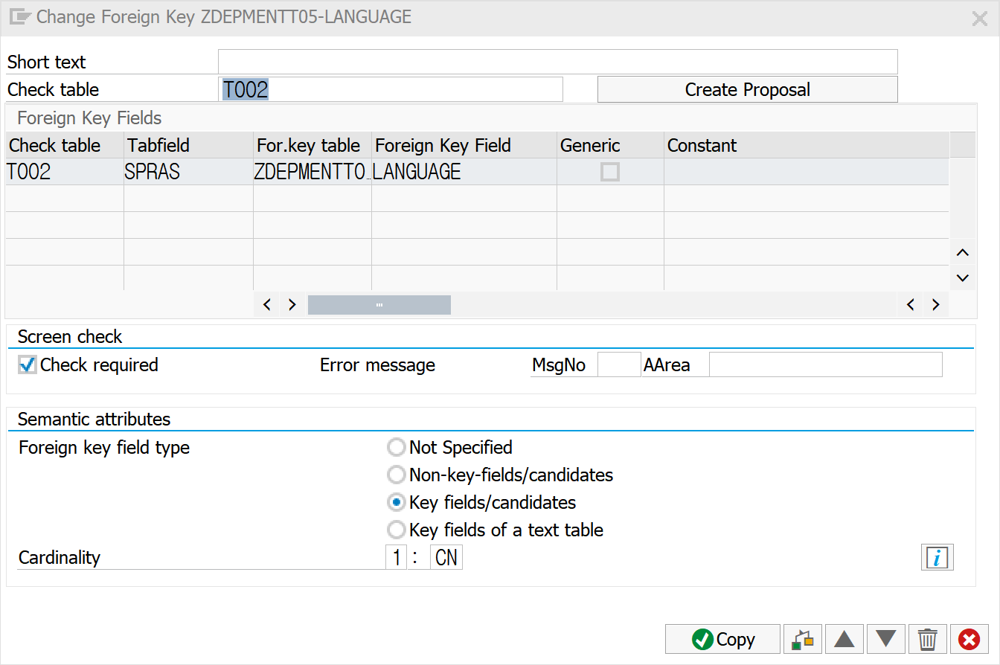 Change Foreign Key ZDEPMENTT05-LANGUAGE
Short text
Check table T002 Create Proposal
Foreign Key Fields
Check table Tabfield For.key table Foreign Key Field Generic Constant
T002 SPRAS ZDEPMENTT0... LANGUAGE
Screen check
Check required Error message MsgNo AArea
Semantic attributes
Foreign key field type Not Specified
Non-key-fields/candidates
Key fields/candidates
Key fields of a text table
Cardinality 1 : CN
i
Copy